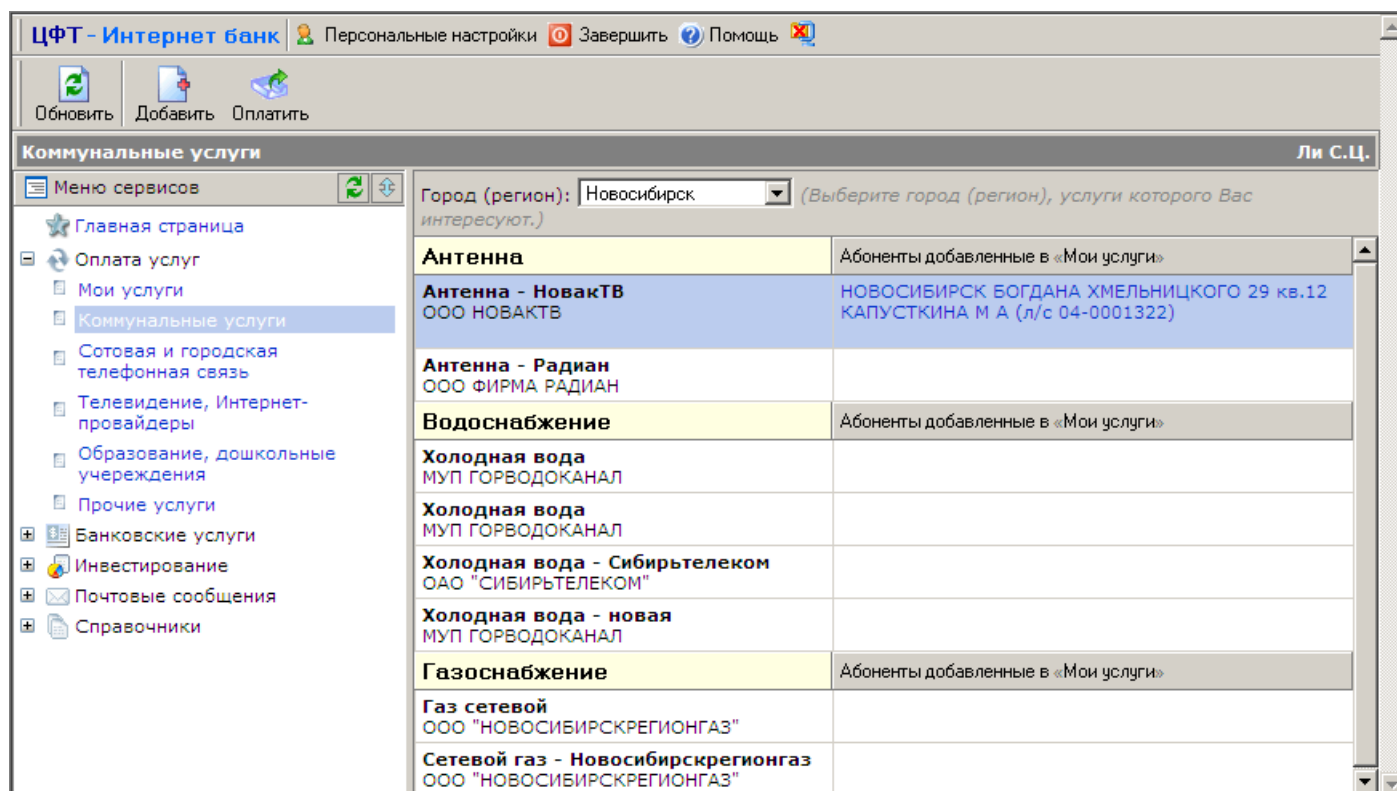 ЦФТ - Интернет банк Персональные настройки Завершить Помощь
Обновить Добавить Оплатить
Коммунальные услуги Ли С.Ц.
Меню сервисов
Главная страница
Оплата услуг
Мои услуги
Коммунальные услуги
Сотовая и городская
телефонная связь
Телевидение, Интернет-
провайдеры
Образование, дошкольные
учереждения
Прочие услуги
Банковские услуги
Инвестирование
Почтовые сообщения
Справочники
Город (регион): Новосибирск (Выберите город (регион), услуги которого Вас
интересуют.)
Антенна Абоненты добавленные в «Мои услуги»
Антенна - НовакТВ НОВОСИБИРСК БОГДАНА ХМЕЛЬНИЦКОГО 29 кв.12
ООО НОВАКТВ КАПУСТКИНА М А (л/с 04-0001322)
Антенна - Радиан
ООО ФИРМА РАДИАН
Водоснабжение Абоненты добавленные в «Мои услуги»
Холодная вода
МУП ГОРВОДОКАНАЛ
Холодная вода
МУП ГОРВОДОКАНАЛ
Холодная вода - Сибирьтелеком
ОАО "СИБИРЬТЕЛЕКОМ"
Холодная вода - новая
МУП ГОРВОДОКАНАЛ
Газоснабжение Абоненты добавленные в «Мои услуги»
Газ сетевой
ООО "НОВОСИБИРСКРЕГИОНГАЗ"
Сетевой газ - Новосибирскрегионгаз
ООО "НОВОСИБИРСКРЕГИОНГАЗ"